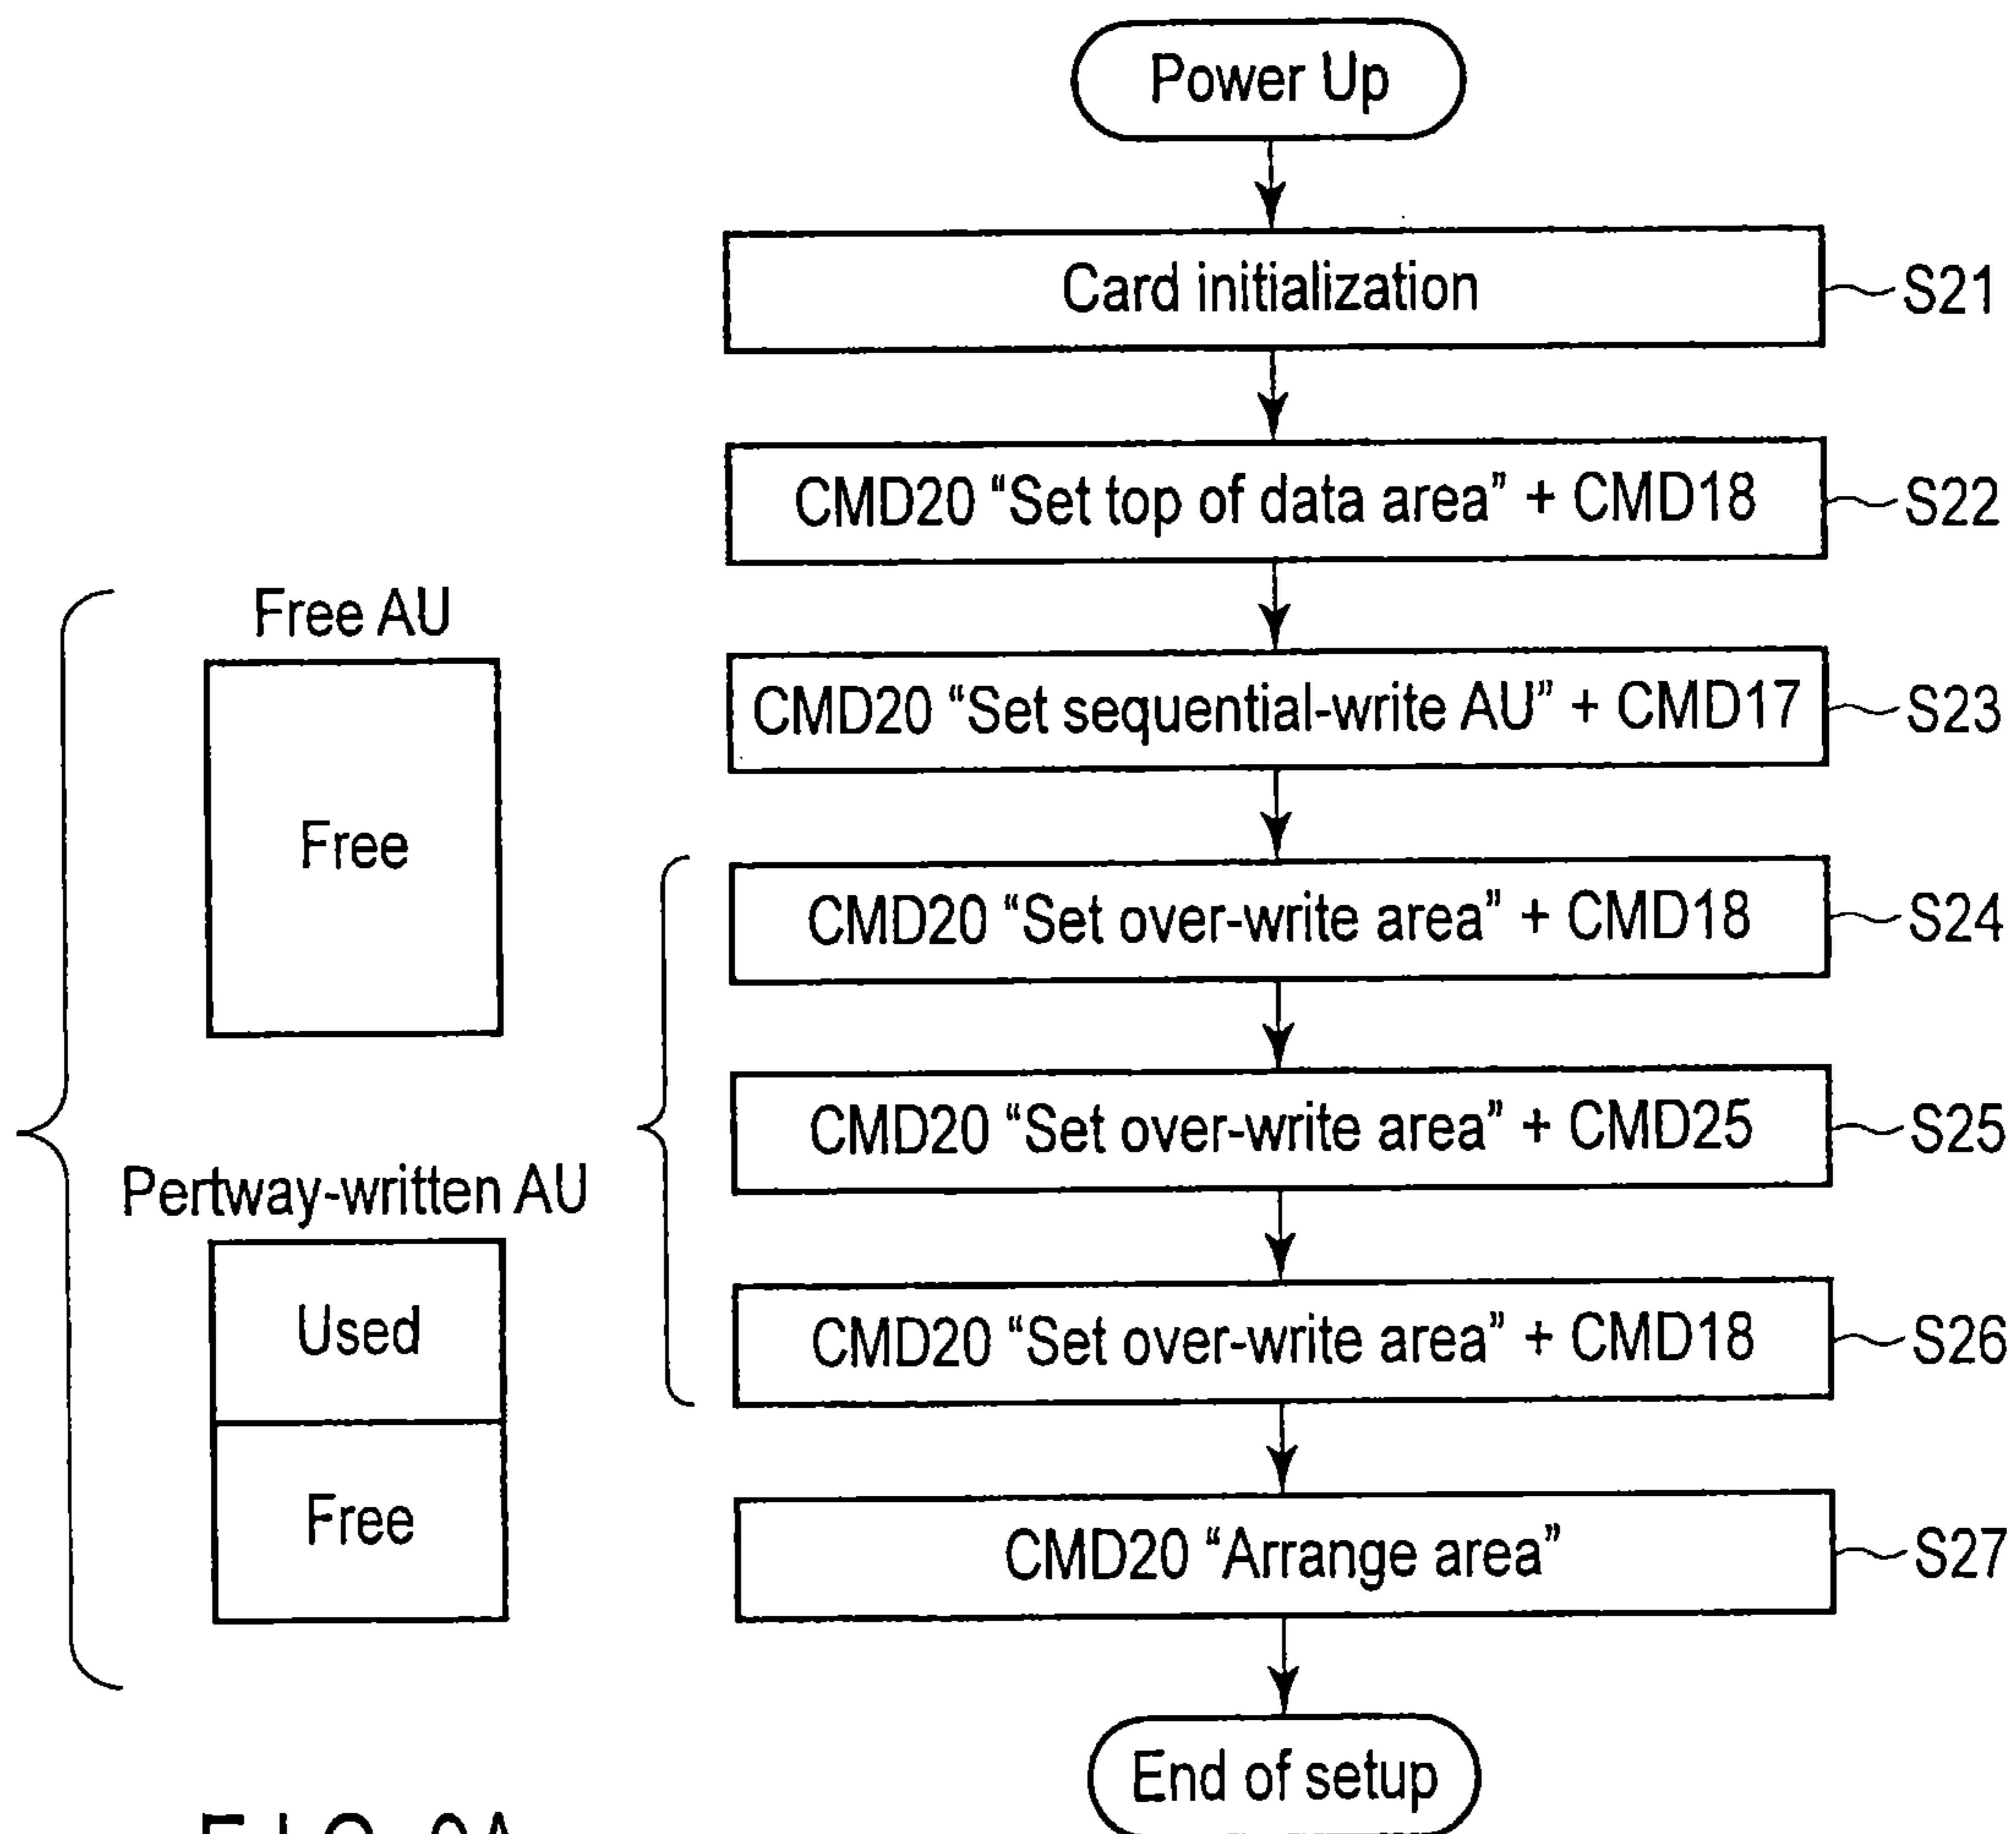 Power Up
Card initialization
S21
CMD20 “Set top of data area” + CMD18
S22
CMD20 “Set sequential-write AU” + CMD17
S23
CMD20 “Set over-write area” + CMD18
S24
CMD20 “Set over-write area” + CMD25
S25
CMD20 “Set over-write area” + CMD18
S26
CMD20 “Arrange area”
S27
End of setup
Free AU
Free
Pertway-written AU
Used
Free